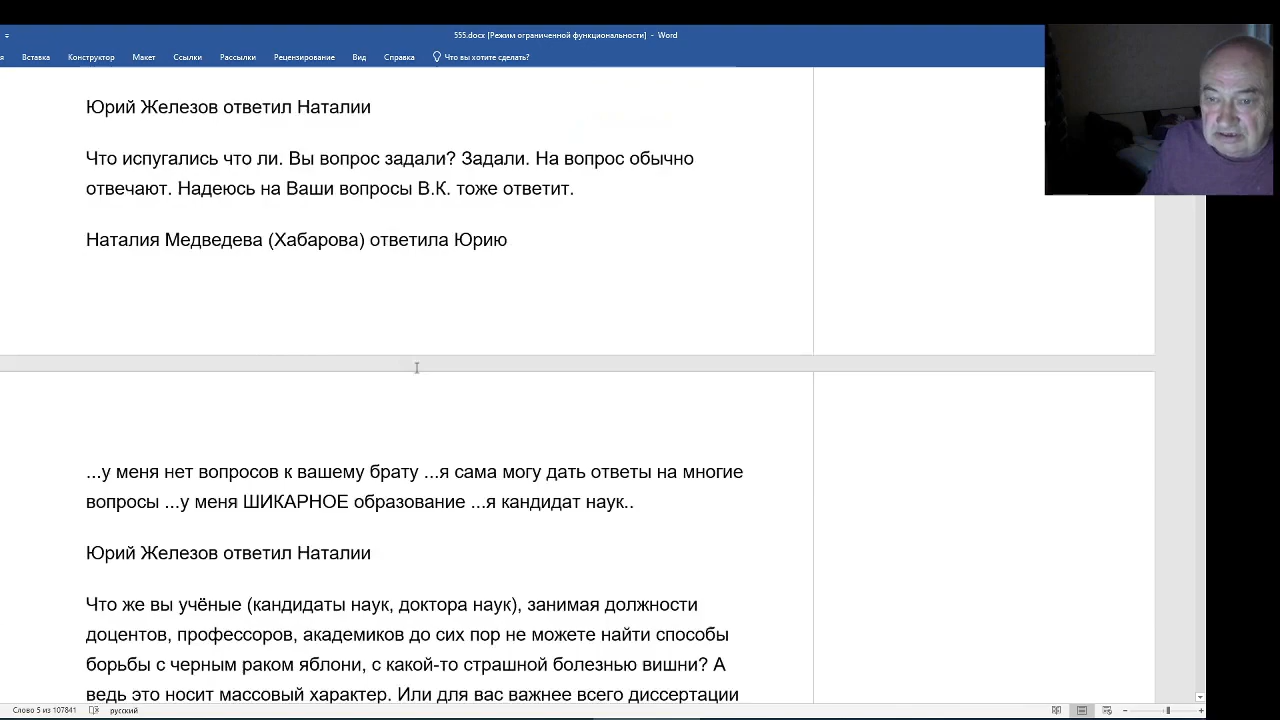 555.docx [Режим ограниченной функциональности] - Word
я Вставка Конструктор Макет Ссылки Рассылки Рецензирование Вид Справка Что вы хотите сделать?
Юрий Железов ответил Наталии
Что испугались что ли. Вы вопрос задали? Задали. На вопрос обычно
отвечают. Надеюсь на Ваши вопросы В.К. тоже ответит.
Наталия Медведева (Хабарова) ответила Юрию
...у меня нет вопросов к вашему брату ...я сама могу дать ответы на многие
вопросы ...у меня ШИКАРНОЕ образование ...я кандидат наук..
Юрий Железов ответил Наталии
Что же вы учёные (кандидаты наук, доктора наук), занимая должности
доцентов, профессоров, академиков до сих пор не можете найти способы
борьбы с черным раком яблони, с какой-то страшной болезнью вишни? А
ведь это носит массовый характер. Или для вас важнее всего диссертации
Слово 5 из 107841 русский